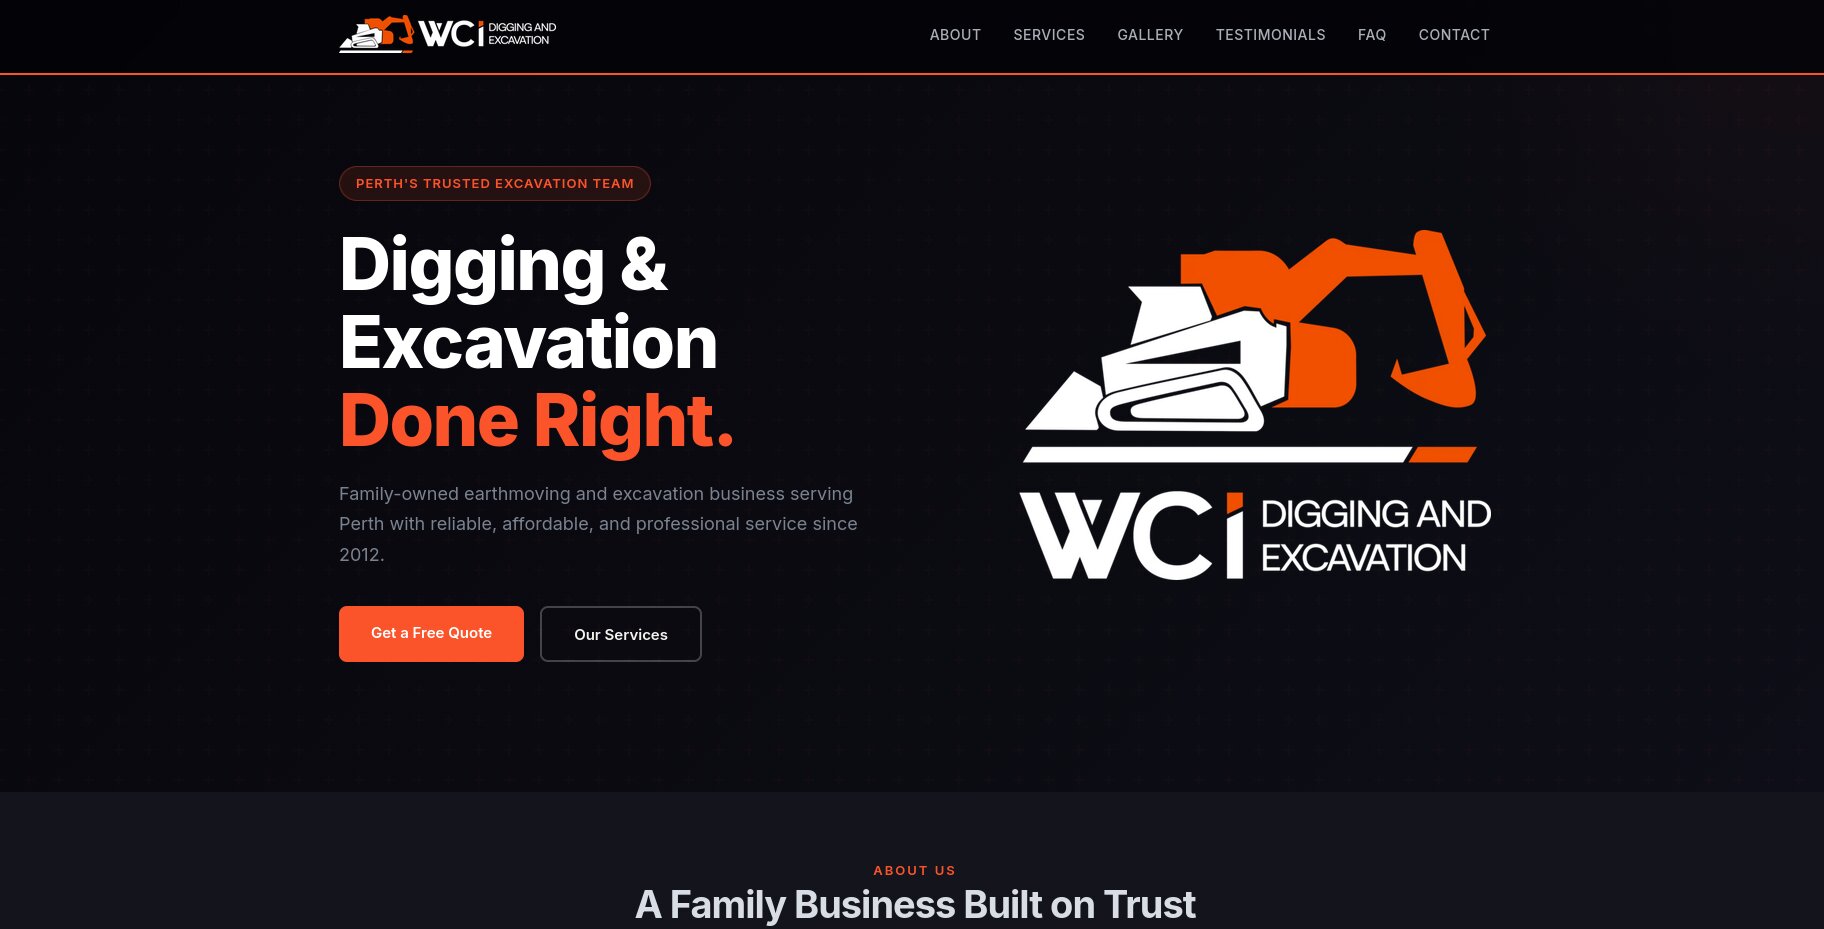 WCi DIGGING AND
EXCAVATION
ABOUT SERVICES GALLERY TESTIMONIALS FAQ CONTACT
PERTH'S TRUSTED EXCAVATION TEAM
Digging &
Excavation
Done Right.
Family-owned earthmoving and excavation business serving
Perth with reliable, affordable, and professional service since
2012.
Get a Free Quote
Our Services
WCi DIGGING AND
EXCAVATION
ABOUT US
A Family Business Built on Trust